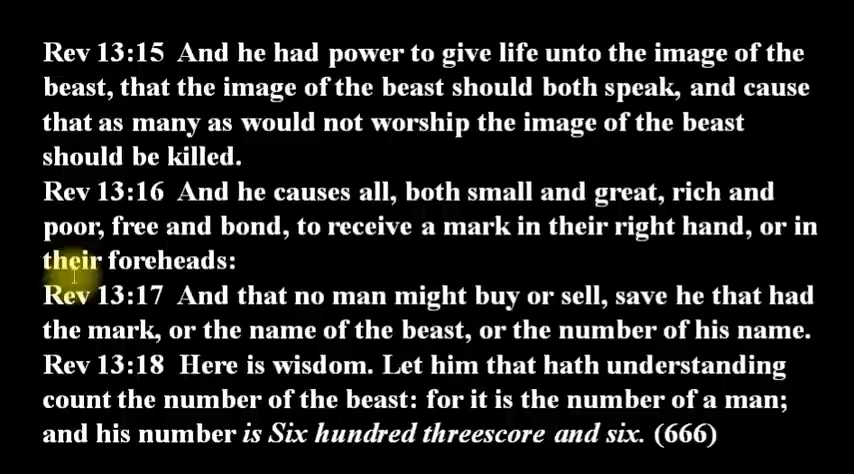 Rev 13:15 And he had power to give life unto the image of the
beast, that the image of the beast should both speak, and cause
that as many as would not worship the image of the beast
should be killed.
Rev 13:16 And he causes all, both small and great, rich and
poor, free and bond, to receive a mark in their right hand, or in
their foreheads:
Rev 13:17 And that no man might buy or sell, save he that had
the mark, or the name of the beast, or the number of his name.
Rev 13:18 Here is wisdom. Let him that hath understanding
count the number of the beast: for it is the number of a man;
and his number is Six hundred threescore and six. (666)